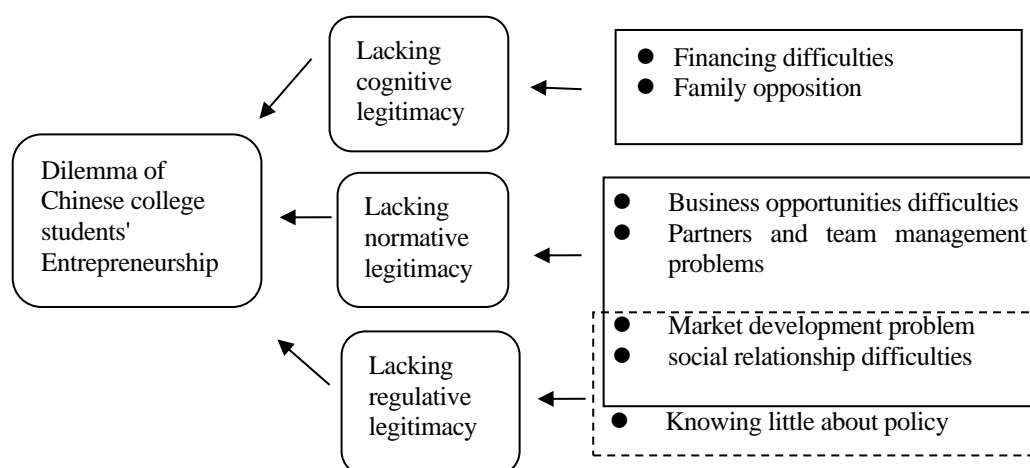 Lacking
cognitive
legitimacy
● Financing difficulties
● Family opposition
Dilemma of
Chinese college
students'
Entrepreneurship
Lacking
normative
legitimacy
● Business opportunities difficulties
● Partners and team management
problems
● Market development problem
● social relationship difficulties
Lacking
regulative
legitimacy
● Knowing little about policy